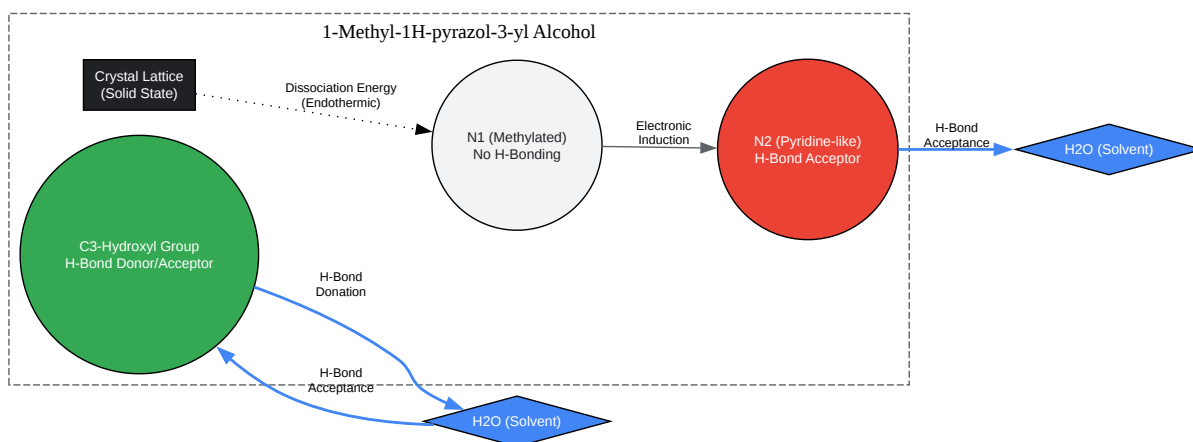 1-Methyl-1H-pyrazol-3-yl Alcohol
Crystal Lattice
(Solid State)
Dissociation Energy
(Endothermic)
N1 (Methylated)
No H-Bonding
Electronic
Induction
N2 (Pyridine-like)
H-Bond Acceptor
H-Bond
Acceptance
H2O (Solvent)
C3-Hydroxyl Group
H-Bond Donor/Acceptor
H-Bond
Donation
H-Bond
Acceptance
H2O (Solvent)